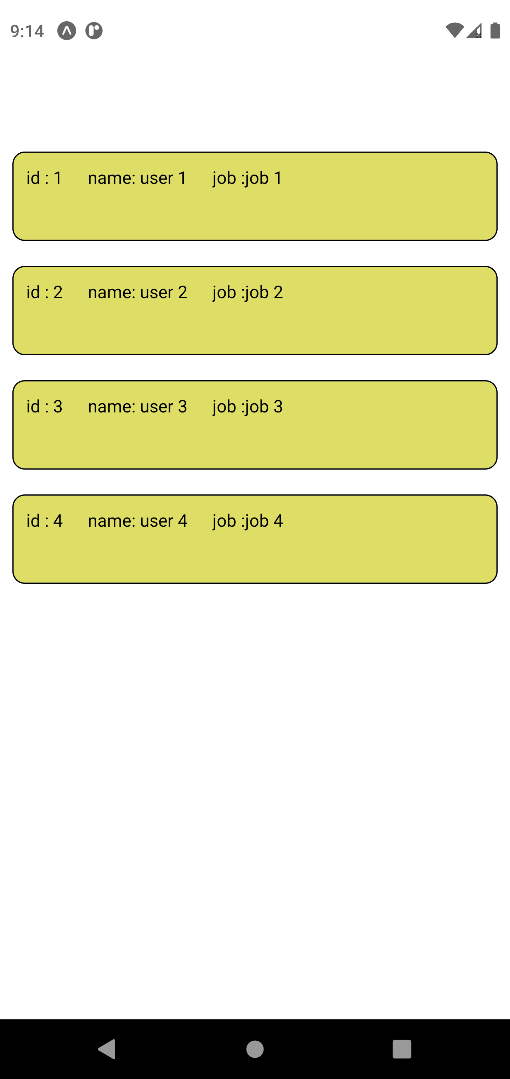 9:14
id : 1 name: user 1 job :job 1
id : 2 name: user 2 job :job 2
id : 3 name: user 3 job :job 3
id : 4 name: user 4 job :job 4